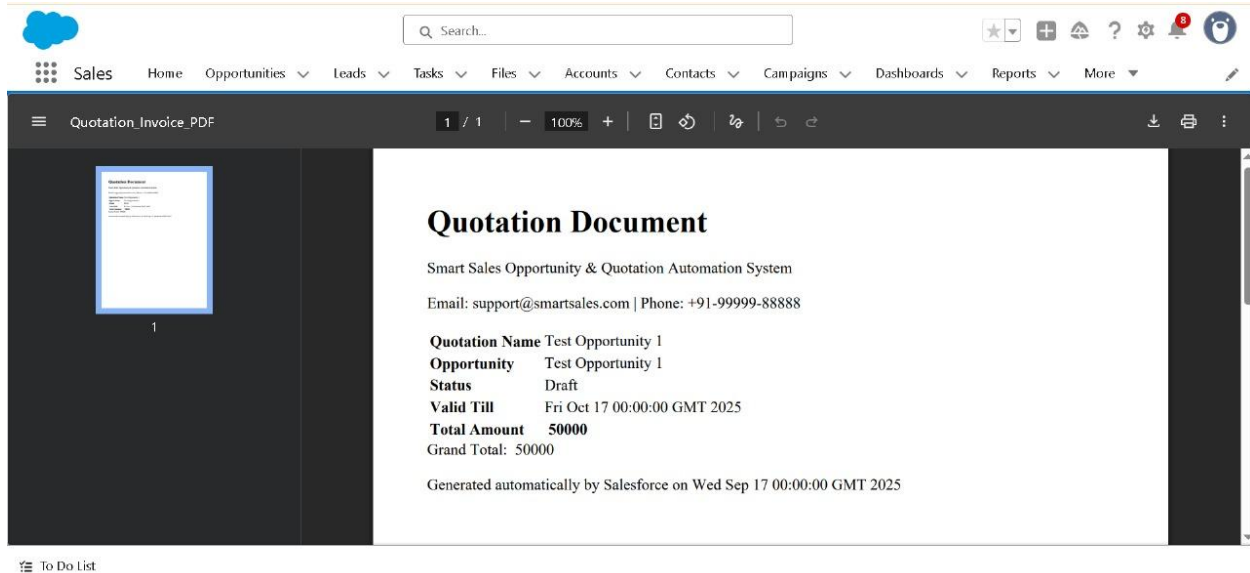 Search...
8
Sales Home Opportunities Leads Tasks Files Accounts Contacts Campaigns Dashboards Reports More
Quotation_Invoice_PDF 1 / 1 − 100% +
1
Quotation Document
Smart Sales Opportunity & Quotation Automation System
Email: support@smartsales.com | Phone: +91-99999-88888
Quotation Name Test Opportunity 1
Opportunity Test Opportunity 1
Status Draft
Valid Till Fri Oct 17 00:00:00 GMT 2025
Total Amount 50000
Grand Total: 50000
Generated automatically by Salesforce on Wed Sep 17 00:00:00 GMT 2025
To Do List